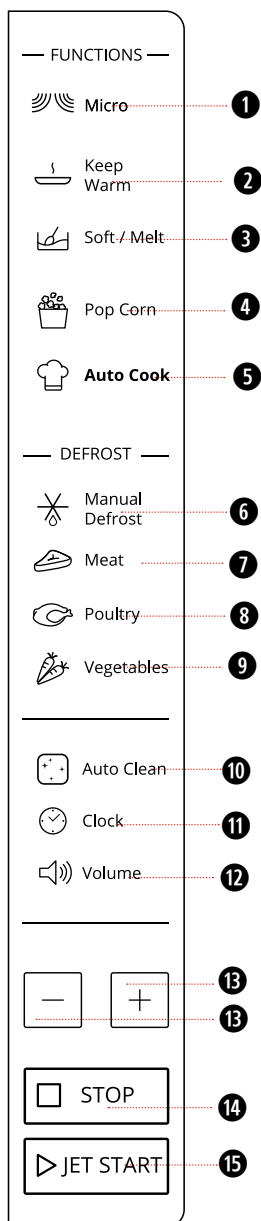 FUNCTIONS
Micro 1
Keep
Warm 2
Soft / Melt 3
Pop Corn 4
Auto Cook 5
DEFROST
Manual
Defrost 6
Meat 7
Poultry 8
Vegetables 9
Auto Clean 10
Clock 11
Volume 12
13
− +
13
STOP 14
JET START 15